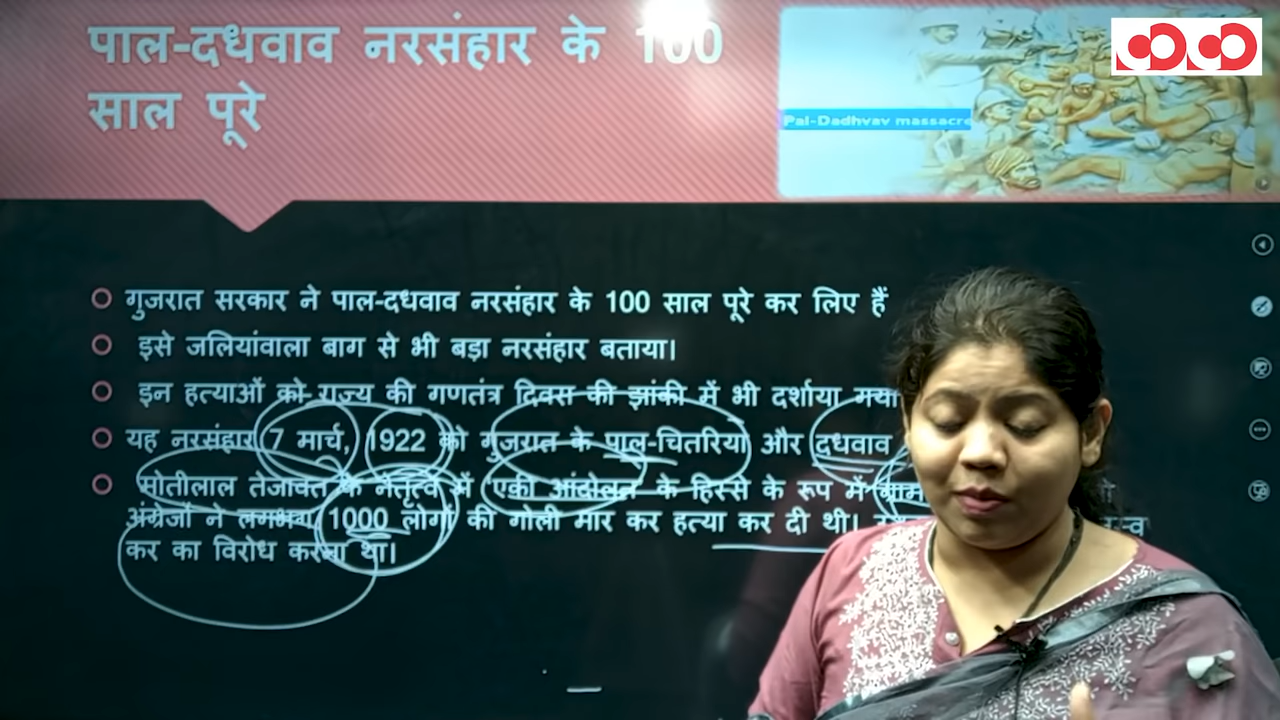 पाल-दधवाव नरसंहार के 100
साल पूरे
Pal-Dadhvav massacre
गुजरात सरकार ने पाल-दधवाव नरसंहार के 100 साल पूरे कर लिए हैं
इसे जलियांवाला बाग से भी बड़ा नरसंहार बताया।
इन हत्याओं को राज्य की गणतंत्र दिवस की झांकी में भी दर्शाया गया
यह नरसंहार 7 मार्च, 1922 को गुजरात के पाल-चितरिया और दधवाव
मोतीलाल तेजावत के नेतृत्व में 'एकी आंदोलन' के हिस्से के रूप में
अंग्रेजों ने लगभग 1000 लोगों की गोली मार कर हत्या कर दी थी।
कर का विरोध करना था।